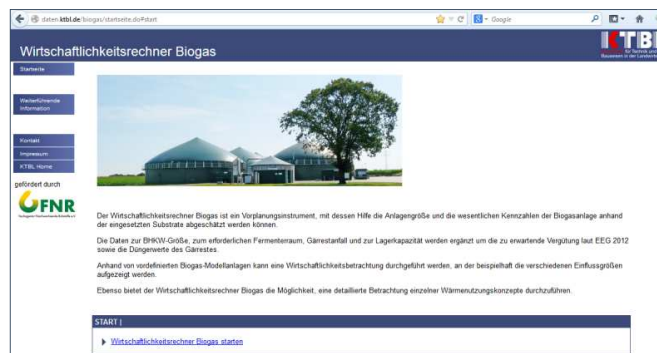 daten.ktbl.de/biogas/startseite.do#start
Google
Wirtschaftlichkeitsrechner Biogas
KTBL
Startseite
Weiterführende
Information
Kontakt
Impressum
KTBL Home
gefördert durch
FNR
Der Wirtschaftlichkeitsrechner Biogas ist ein Vorplanungsinstrument, mit dessen Hilfe die Anlagengröße und die wesentlichen Kennzahlen der Biogasanlage anhand
der eingesetzten Substrate abgeschätzt werden können.
Die Daten zur BHKW-Größe, zum erforderlichen Fermenterraum, Gärrestanfall und zur Lagerkapazität werden ergänzt um die zu erwartende Vergütung laut EEG 2012
sowie die Düngerwerte des Gärrestes.
Anhand von vordefinierten Biogas-Modellanlagen kann eine Wirtschaftlichkeitsbetrachtung durchgeführt werden, an der beispielhaft die verschiedenen Einflussgrößen
aufgezeigt werden.
Ebenso bietet der Wirtschaftlichkeitsrechner Biogas die Möglichkeit, eine detaillierte Betrachtung einzelner Wärmenutzungskonzepte durchzuführen.
START |
Wirtschaftlichkeitsrechner Biogas starten